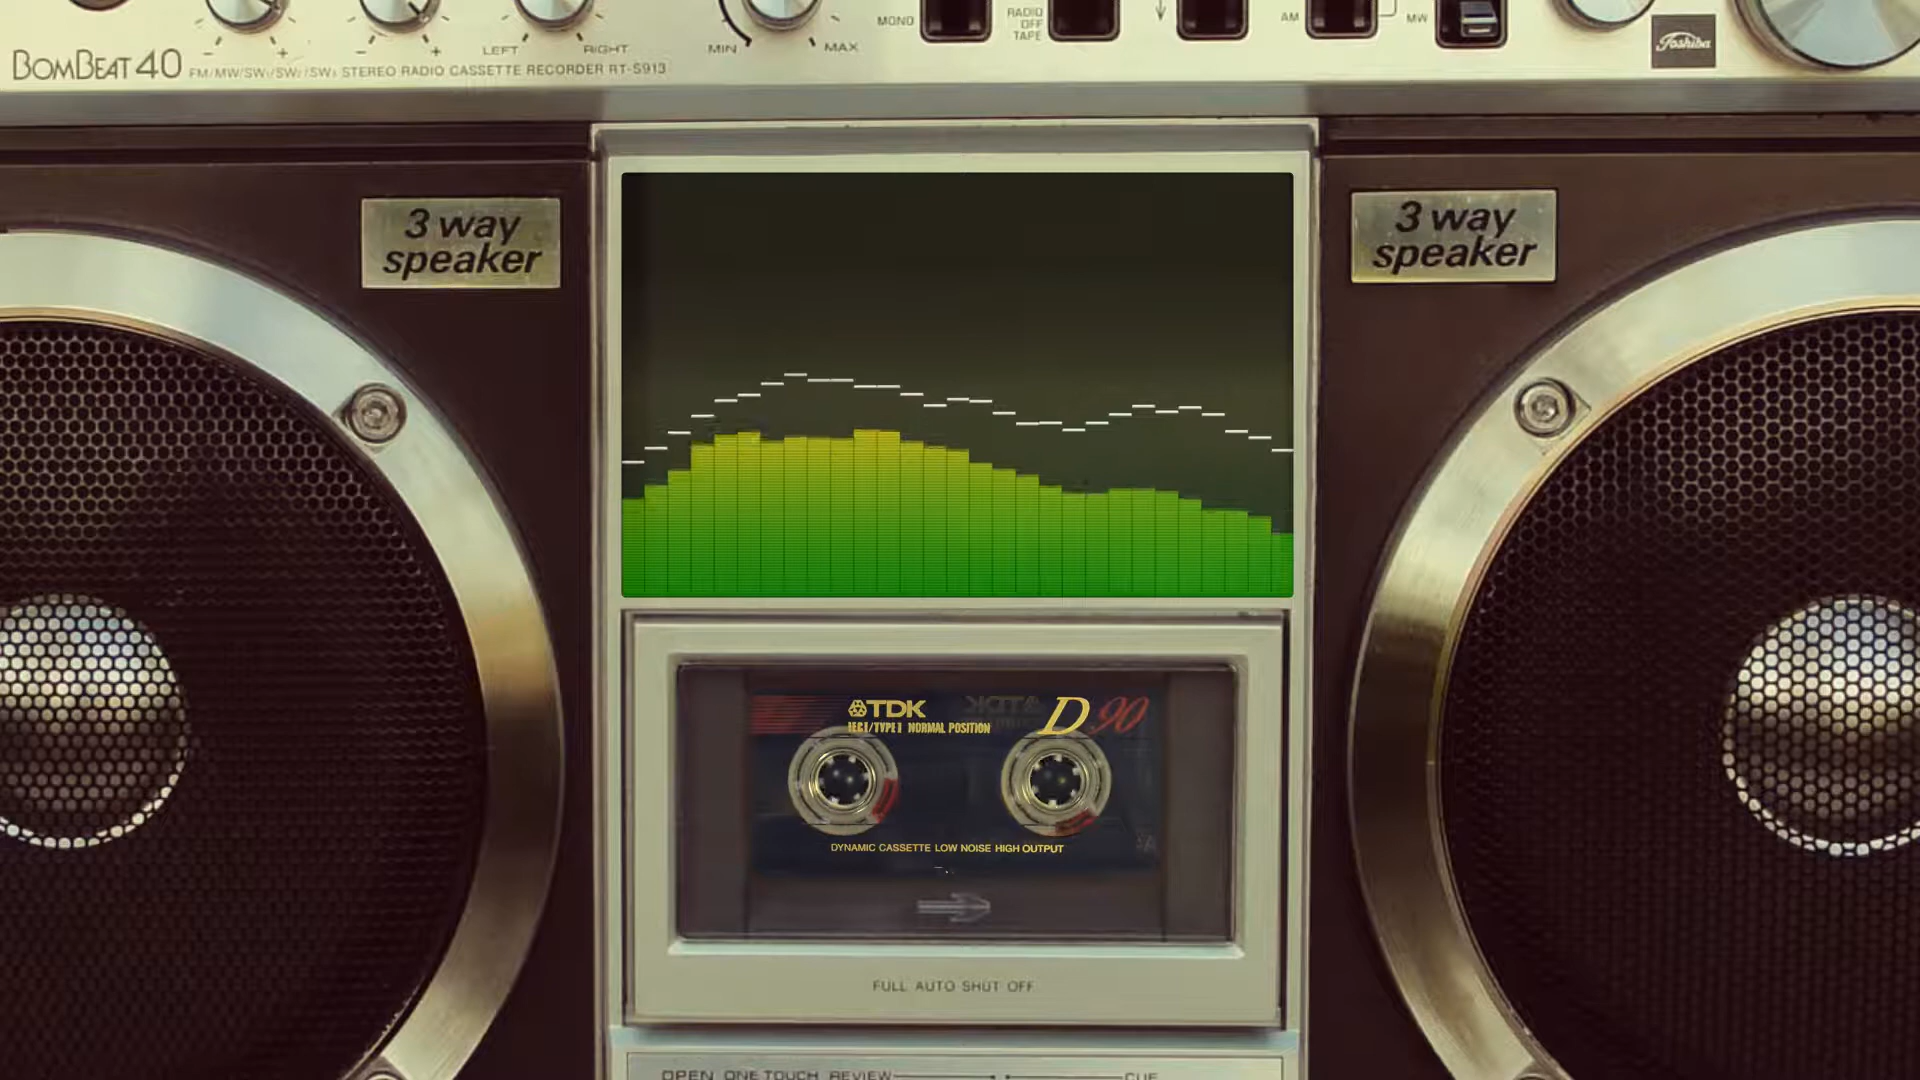 MONO
RADIO
OFF
TAPE
AM
MW
LEFT
RIGHT
MIN
MAX
Toshiba
BOMBEAT 40
FM/MW/SW1/SW2/SW3 STEREO RADIO CASSETTE RECORDER RT-S913
3 way
speaker
3 way
speaker
TDK
D 90
IECI/TYPE I NORMAL POSITION
DYNAMIC CASSETTE LOW NOISE HIGH OUTPUT
FULL AUTO SHUT OFF
OPEN ONE TOUCH REVIEW
CUE